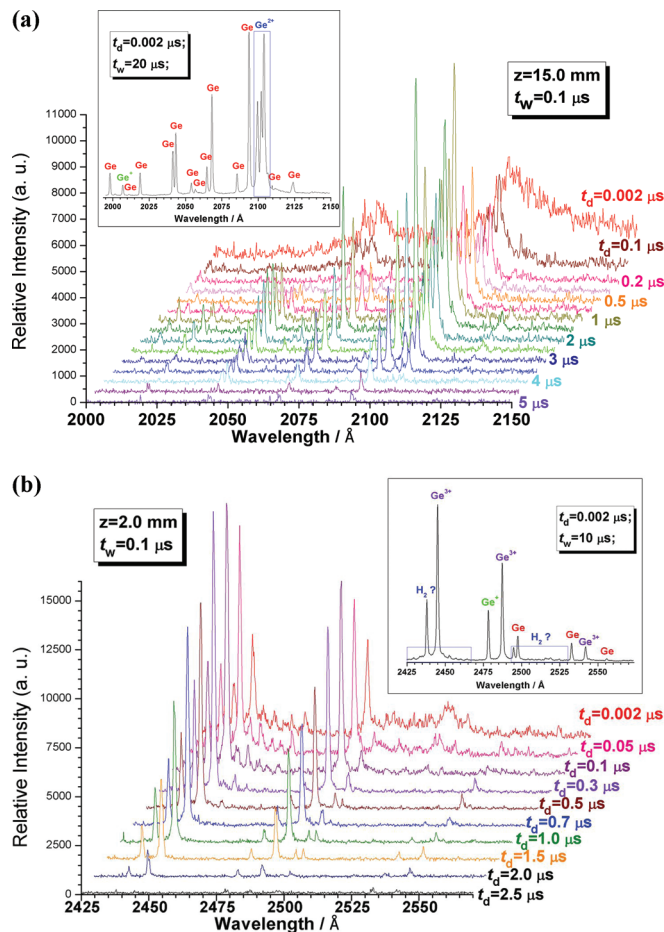 (a)
t_d=0.002 μs;
t_w=20 μs;
Ge
Ge²⁺
Ge
Ge
Ge
Ge
Ge
Ge⁺
Ge
Ge
Ge
Ge
Ge
Ge
Ge
2000 2050 2100 2150
Wavelength / Å
z=15.0 mm
t_w=0.1 μs
Relative Intensity (a. u.)
11000
10000
9000
8000
7000
6000
5000
4000
3000
2000
1000
0
t_d=0.002 μs
t_d=0.1 μs
0.2 μs
0.5 μs
1 μs
2 μs
3 μs
4 μs
5 μs
2000 2025 2050 2075 2100 2125 2150
Wavelength / Å
(b)
z=2.0 mm
t_w=0.1 μs
Ge³⁺
t_d=0.002 μs;
t_w=10 μs;
Ge³⁺
H₂ ?
Ge⁺
Ge
H₂ ?
Ge
Ge³⁺
Ge
2425 2450 2475 2500 2525 2550
Wavelength / Å
Relative Intensity (a. u.)
15000
12500
10000
7500
5000
2500
0
t_d=0.002 μs
t_d=0.05 μs
t_d=0.1 μs
t_d=0.3 μs
t_d=0.5 μs
t_d=0.7 μs
t_d=1.0 μs
t_d=1.5 μs
t_d=2.0 μs
t_d=2.5 μs
2425 2450 2475 2500 2525 2550
Wavelength / Å